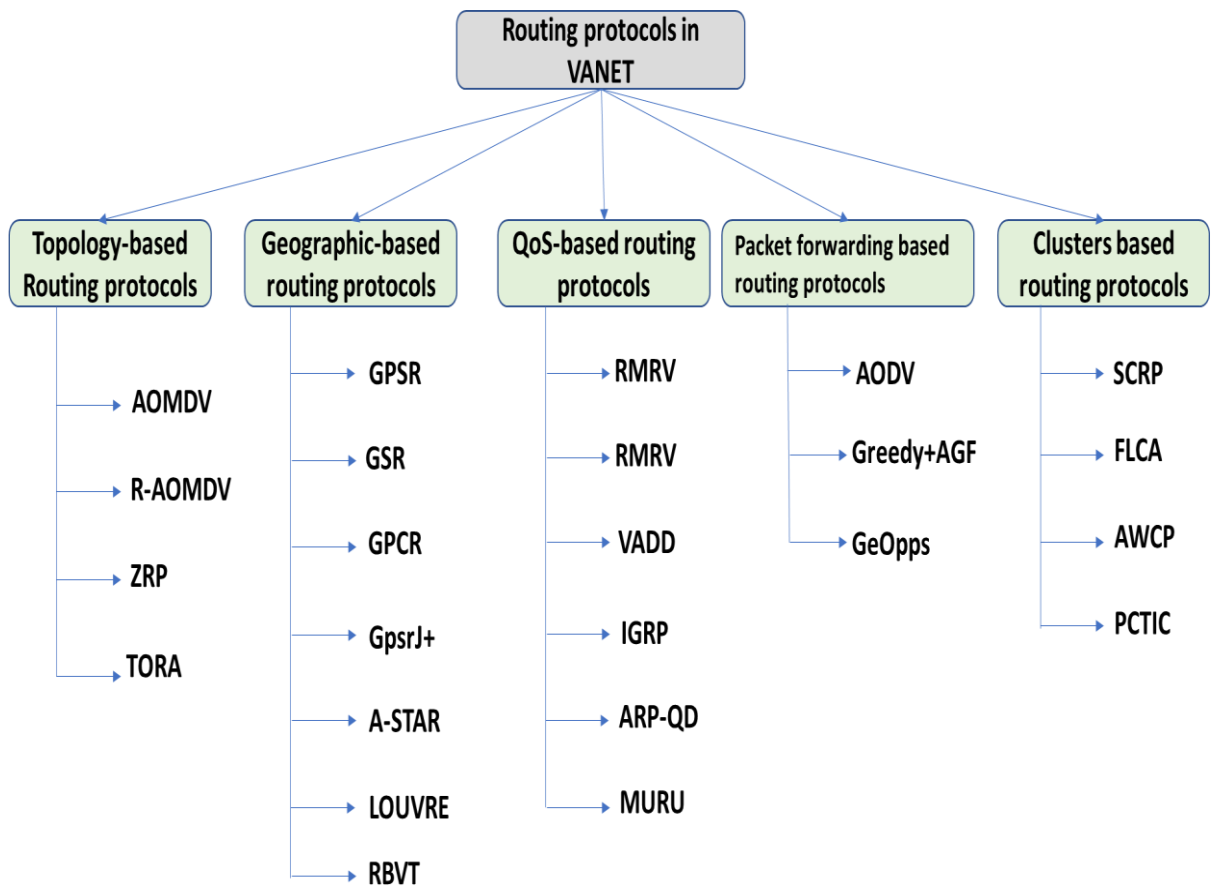 Routing protocols in
VANET
Topology-based
Routing protocols
AOMDV
R-AOMDV
ZRP
TORA
Geographic-based
routing protocols
GPSR
GSR
GPCR
GpsrJ+
A-STAR
LOUVRE
RBVT
QoS-based routing
protocols
RMRV
RMRV
VADD
IGRP
ARP-QD
MURU
Packet forwarding based
routing protocols
AODV
Greedy+AGF
GeOpps
Clusters based
routing protocols
SCRP
FLCA
AWCP
PCTIC